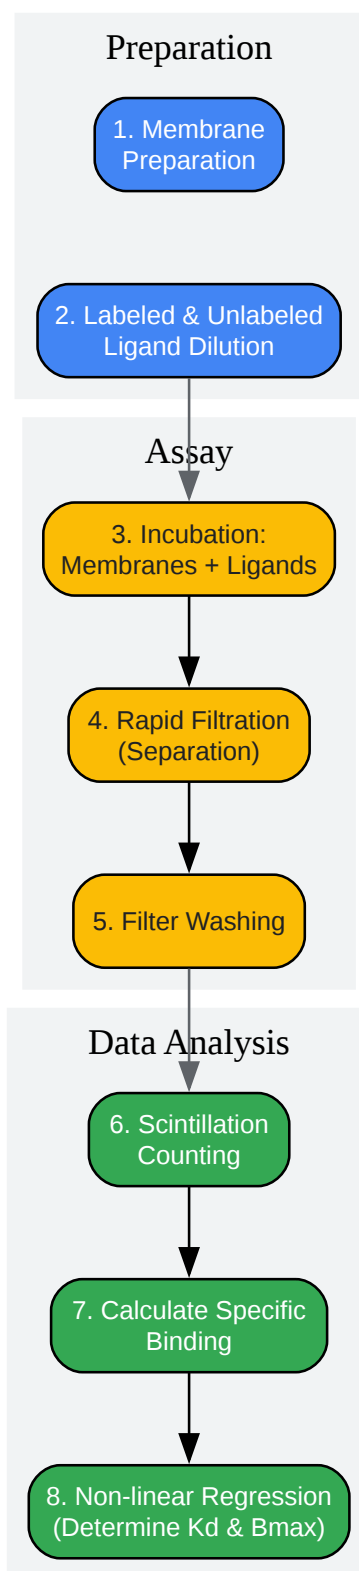 Preparation
1. Membrane
Preparation
2. Labeled & Unlabeled
Ligand Dilution
Assay
3. Incubation:
Membranes + Ligands
4. Rapid Filtration
(Separation)
5. Filter Washing
Data Analysis
6. Scintillation
Counting
7. Calculate Specific
Binding
8. Non-linear Regression
(Determine Kd & Bmax)